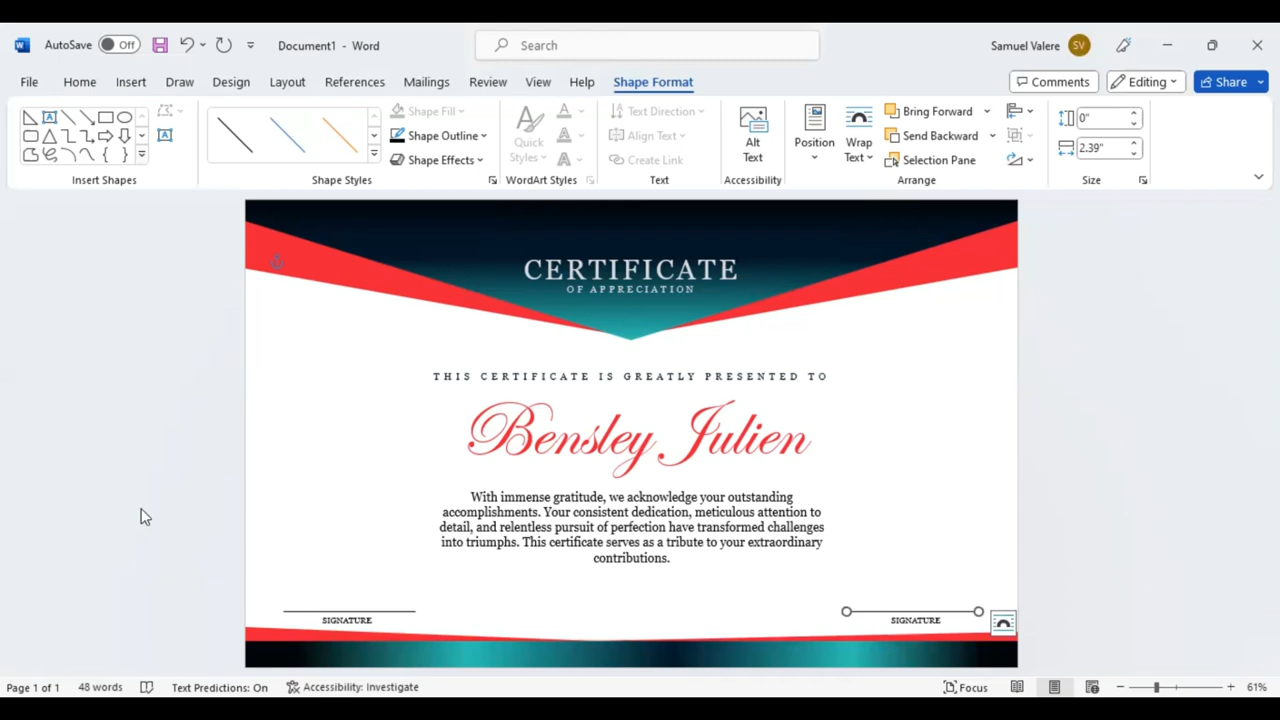 AutoSave Off Document1 - Word Search Samuel Valere SV
File Home Insert Draw Design Layout References Mailings Review View Help Shape Format Comments Editing Share
Shape Fill
Shape Outline
Shape Effects
Quick
Styles
Text Direction
Align Text
Create Link
Alt
Text
Position
Wrap
Text
Bring Forward
Send Backward
Selection Pane
0"
2.39"
Insert Shapes Shape Styles WordArt Styles Text Accessibility Arrange Size
CERTIFICATE
OF APPRECIATION
THIS CERTIFICATE IS GREATLY PRESENTED TO
Bensley Julien
With immense gratitude, we acknowledge your outstanding
accomplishments. Your consistent dedication, meticulous attention to
detail, and relentless pursuit of perfection have transformed challenges
into triumphs. This certificate serves as a tribute to your extraordinary
contributions.
SIGNATURE SIGNATURE
Page 1 of 1 48 words Text Predictions: On Accessibility: Investigate Focus 61%